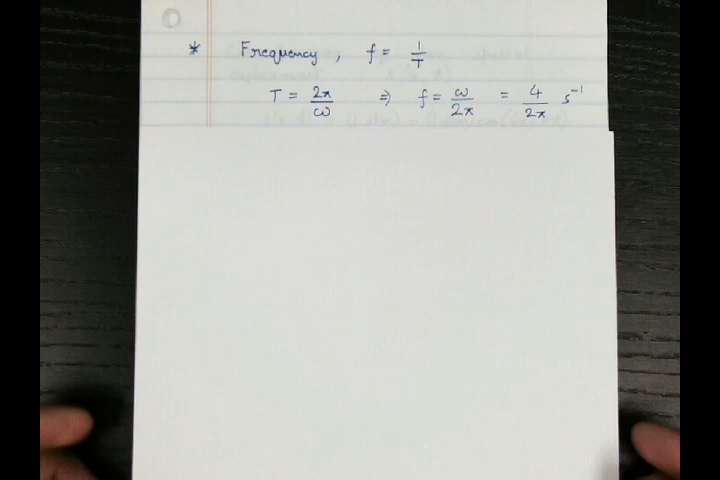 * Frequency, f = 1/T
T = 2π/ω ⇒ f = ω/2π = 4/2π s⁻¹